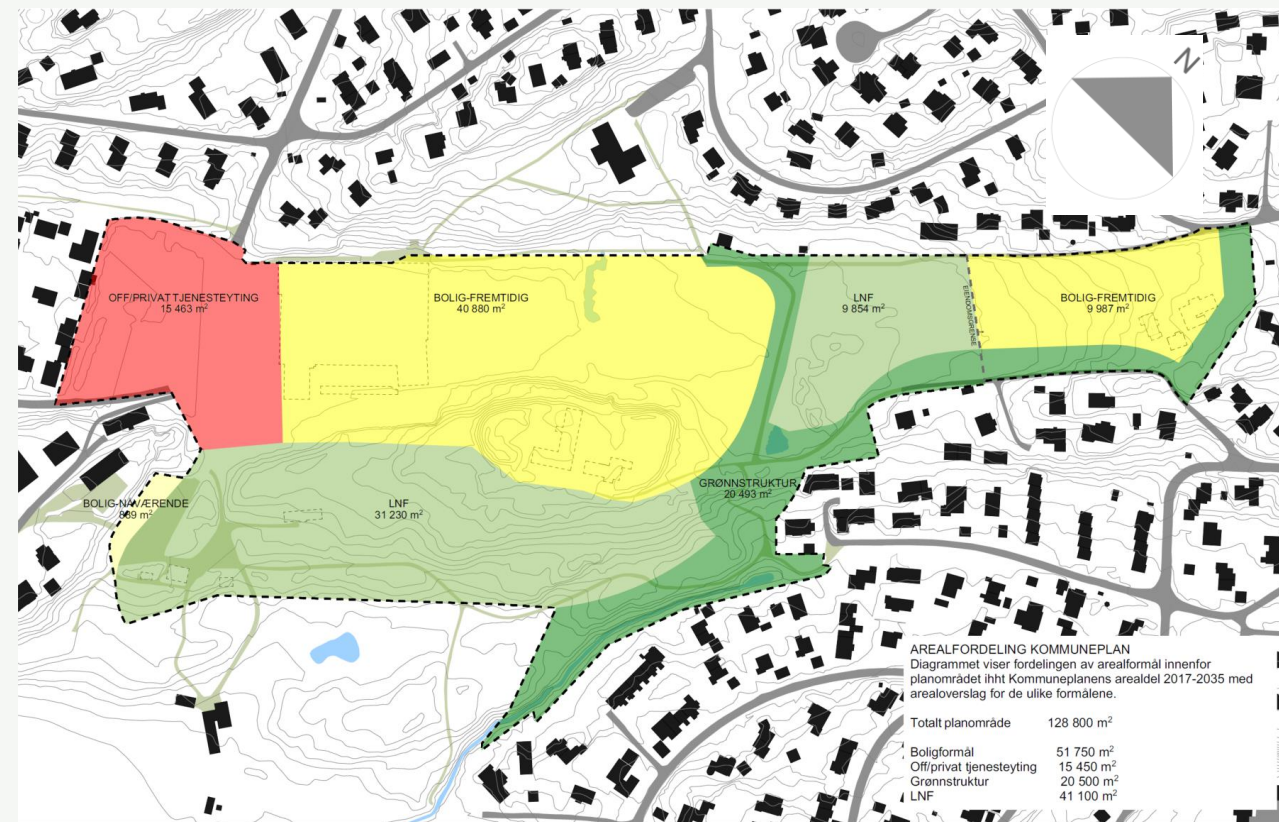 N
OFF/PRIVAT TJENESTEYTING
15 463 m²
BOLIG-FREMTIDIG
40 880 m²
LNF
9 854 m²
EIENDOMSGRENSE
BOLIG-FREMTIDIG
9 987 m²
GRØNNSTRUKTUR
20 493 m²
BOLIG-NÅVÆRENDE
889 m²
LNF
31 230 m²
AREALFORDELING KOMMUNEPLAN
Diagrammet viser fordelingen av arealformål innenfor
planområdet ihht Kommuneplanens arealdel 2017-2035 med
arealoverslag for de ulike formålene.
Totalt planområde 128 800 m²
Boligformål 51 750 m²
Off/privat tjenesteyting 15 450 m²
Grønnstruktur 20 500 m²
LNF 41 100 m²